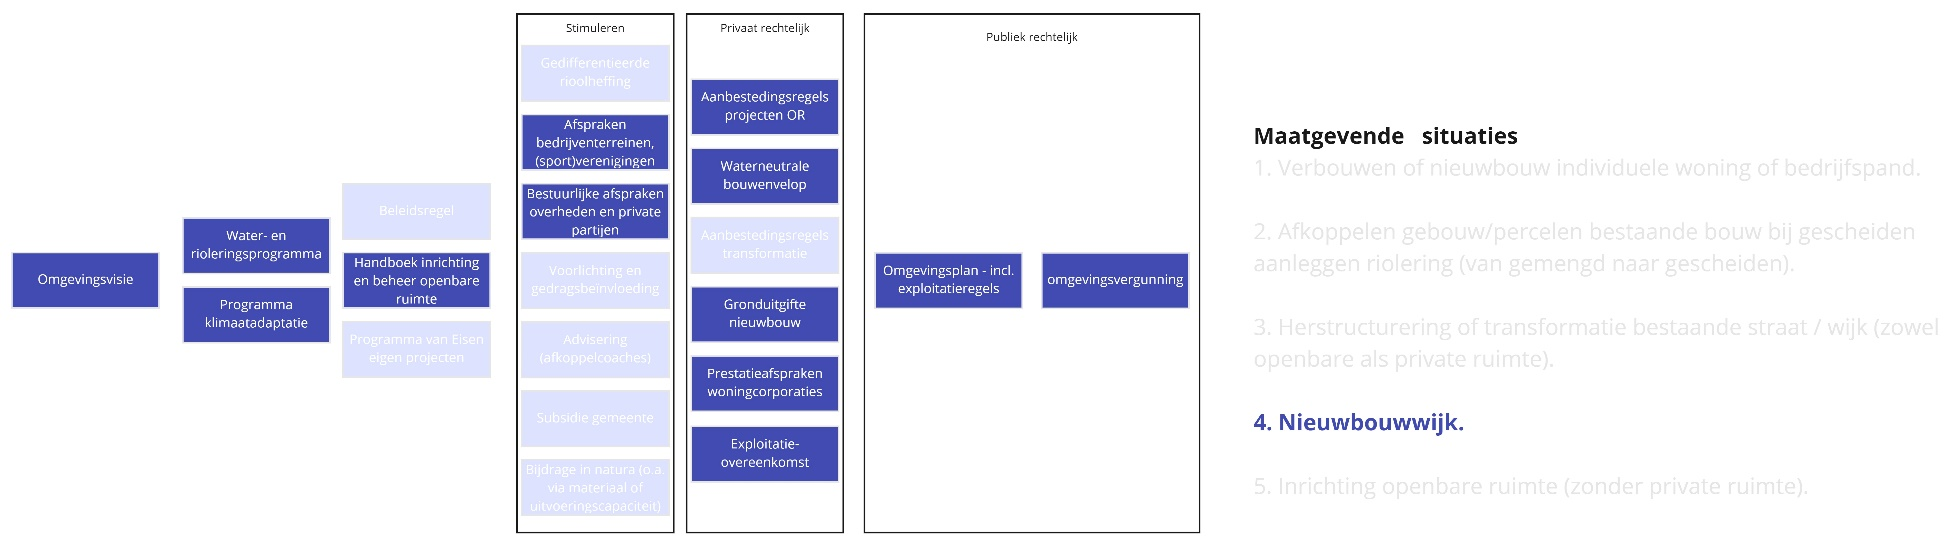 Omgevingsvisie
Water- en
rioleringsprogramma
Programma
klimaatadaptatie
Beleidsregel
Handboek inrichting
en beheer openbare
ruimte
Programma van Eisen
eigen projecten
Stimuleren
Gedifferentieerde
rioolheffing
Afspraken
bedrijventerreinen,
(sport)verenigingen
Bestuurlijke afspraken
overheden en private
partijen
Voorlichting en
gedragsbeïnvloeding
Advisering
(afkoppelcoaches)
Subsidie gemeente
Bijdrage in natura (o.a.
via materiaal of
uitvoeringscapaciteit)
Privaat rechtelijk
Aanbestedingsregels
projecten OR
Waterneutrale
bouwenvelop
Aanbestedingsregels
transformatie
Gronduitgifte
nieuwbouw
Prestatieafspraken
woningcorporaties
Exploitatie-
overeenkomst
Publiek rechtelijk
Omgevingsplan - incl.
exploitatieregels
omgevingsvergunning
Maatgevende situaties
1. Verbouwen of nieuwbouw individuele woning of bedrijfspand.
2. Afkoppelen gebouw/percelen bestaande bouw bij gescheiden
aanleggen riolering (van gemengd naar gescheiden).
3. Herstructurering of transformatie bestaande straat / wijk (zowel
openbare als private ruimte).
4. Nieuwbouwwijk.
5. Inrichting openbare ruimte (zonder private ruimte).